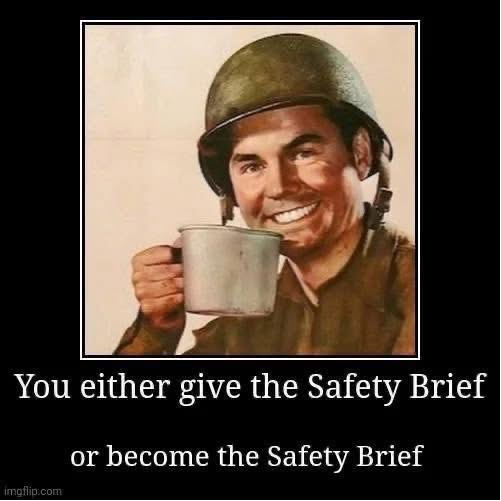 You either give the Safety Brief
or become the Safety Brief
imgflip.com